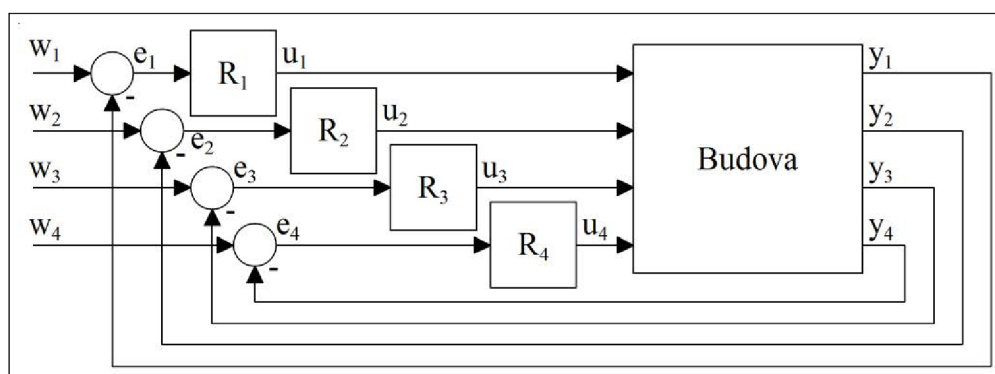 w₁ e₁ R₁ u₁ y₁
w₂ e₂ R₂ u₂ y₂
Budova
w₃ e₃ R₃ u₃ y₃
w₄ e₄ R₄ u₄ y₄
-
-
-
-